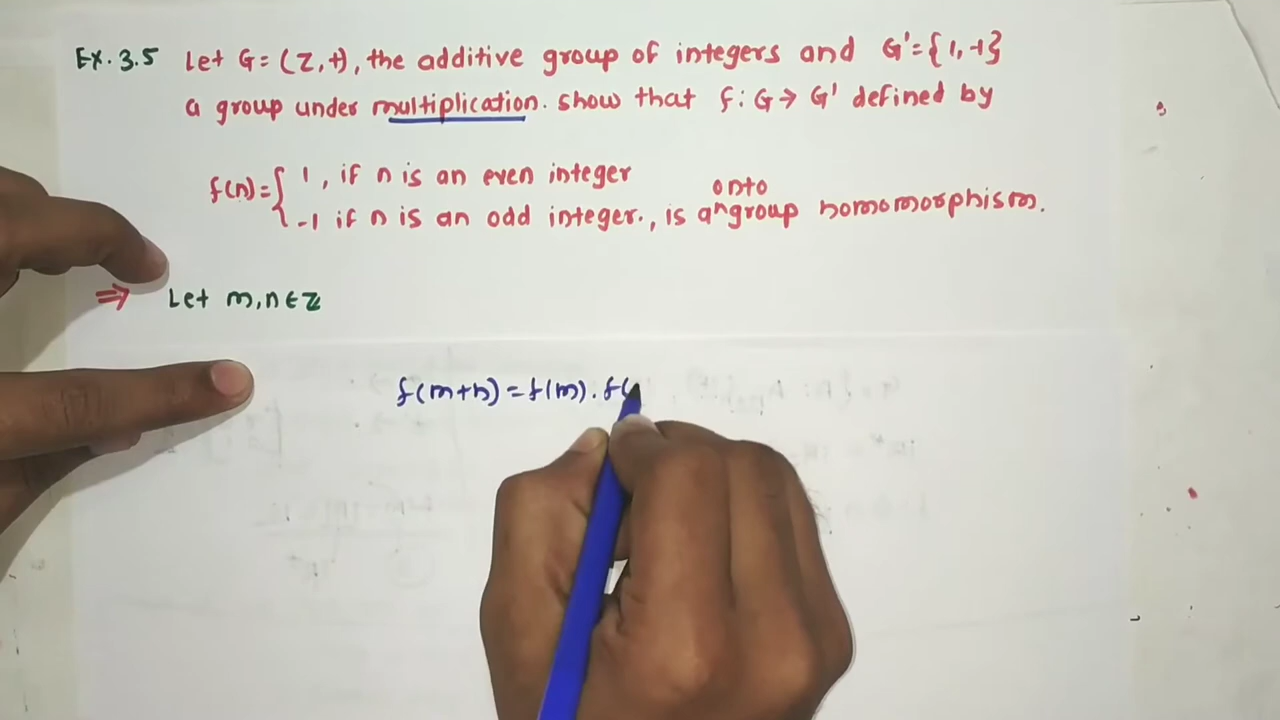 Ex. 3.5 Let G = (Z,+), the additive group of integers and G' = {1,-1}
a group under multiplication. show that f: G → G' defined by
f(n) = { 1, if n is an even integer
-1 if n is an odd integer., is a^n onto group homomorphism.
⇒ Let m,n ∈ Z
f(m+n) = f(m). f(